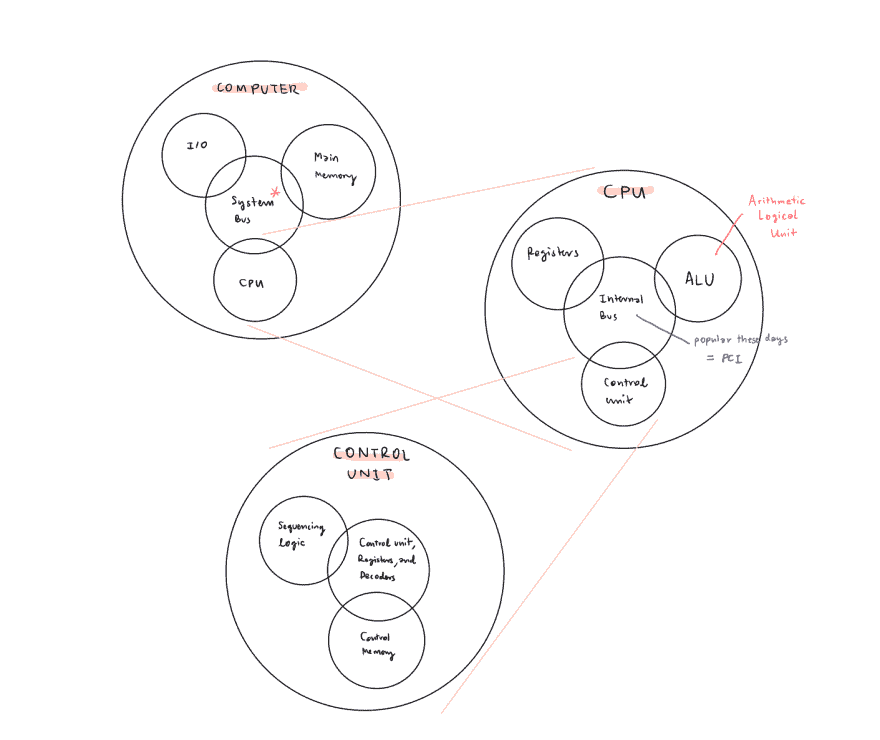 COMPUTER
I/O
Main
Memory
System *
Bus
CPU
CPU
Registers
ALU
Internal
Bus
Control
unit
Arithmetic
Logical
Unit
popular these days
= PCI
CONTROL
UNIT
Sequencing
Logic
Control unit,
Registers, and
Decoders
Control
Memory